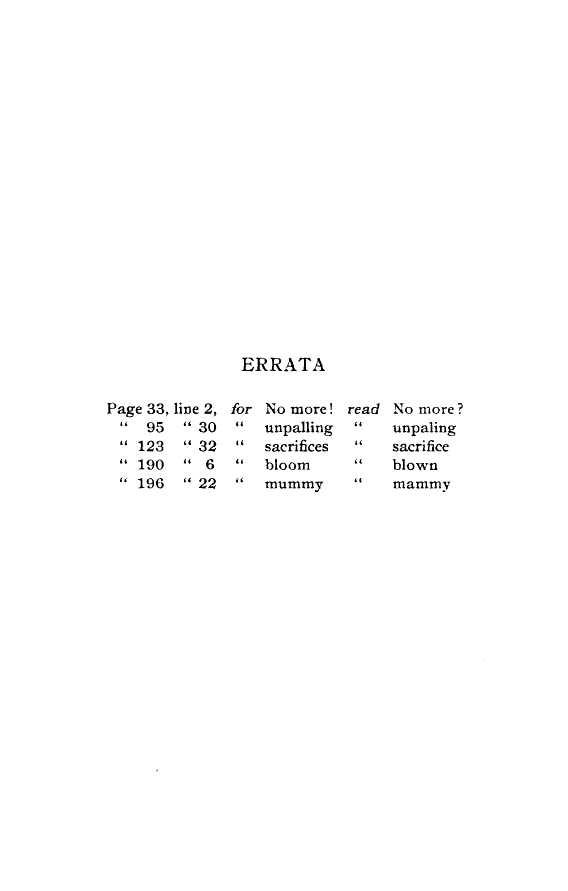 ERRATA
Page 33, line 2, for No more! read No more?
“ 95 “ 30 “ unpalling “ unpaling
“ 123 “ 32 “ sacrifices “ sacrifice
“ 190 “ 6 “ bloom “ blown
“ 196 “ 22 “ mummy “ mammy